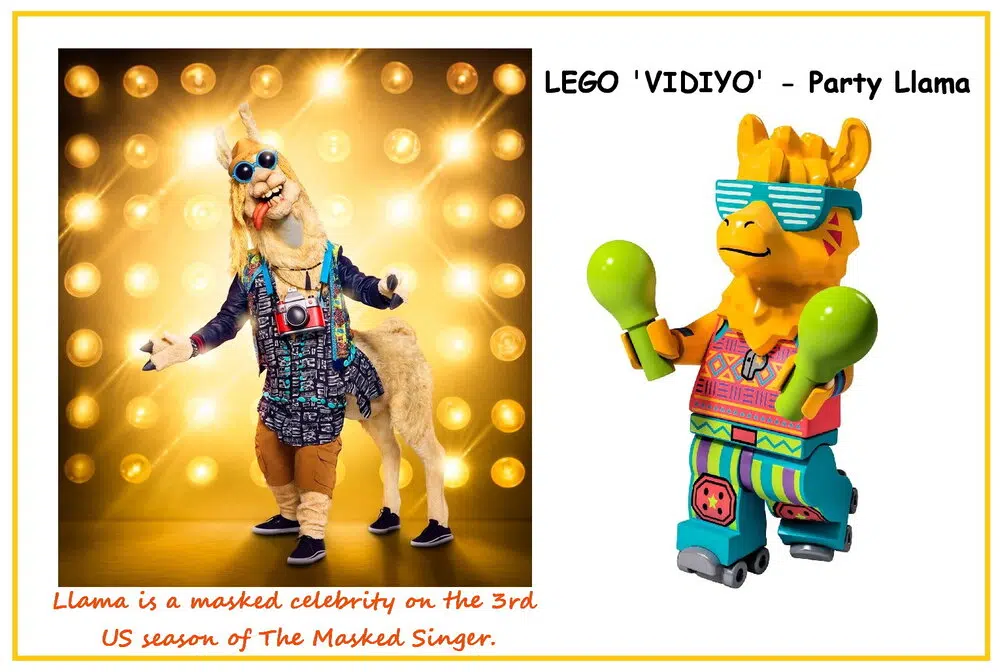 LEGO 'VIDIYO' - Party Llama
Llama is a masked celebrity on the 3rd
US season of The Masked Singer.